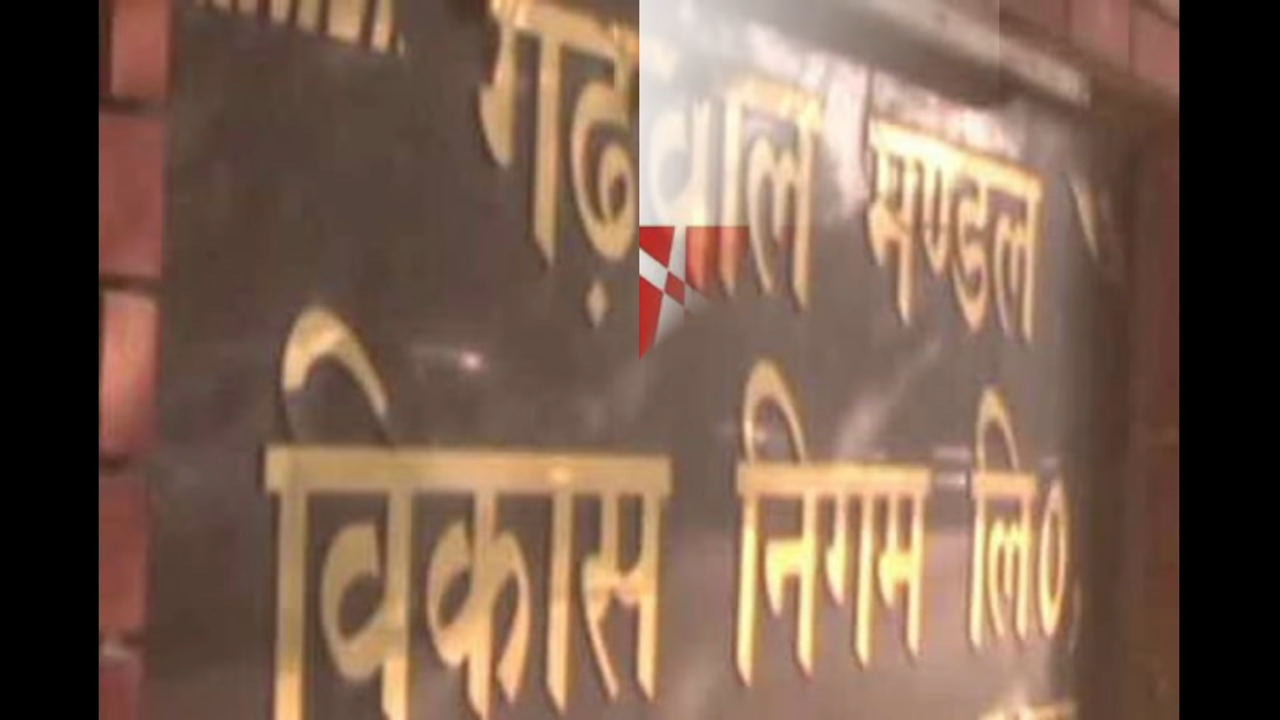 गढ़वाल मण्डल
विकास निगम लि०,